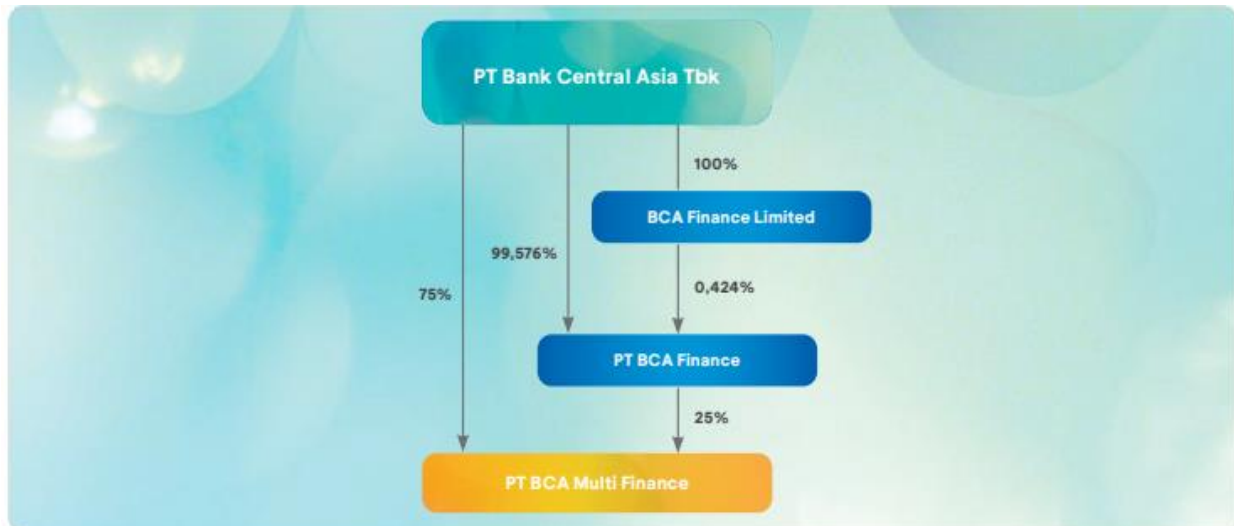 PT Bank Central Asia Tbk
100%
BCA Finance Limited
99,576%
75%
0,424%
PT BCA Finance
25%
PT BCA Multi Finance